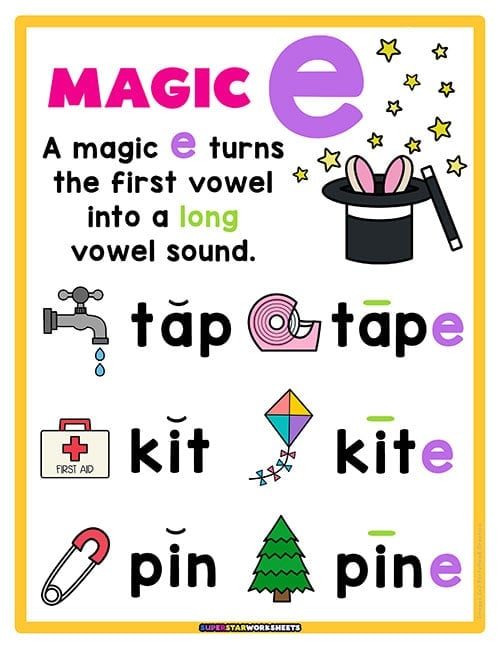 MAGIC e
A magic e turns
the first vowel
into a long
vowel sound.
tăp tāpe
FIRST AID
kĭt kīte
pĭn pīne
SUPERSTARWORKSHEETS